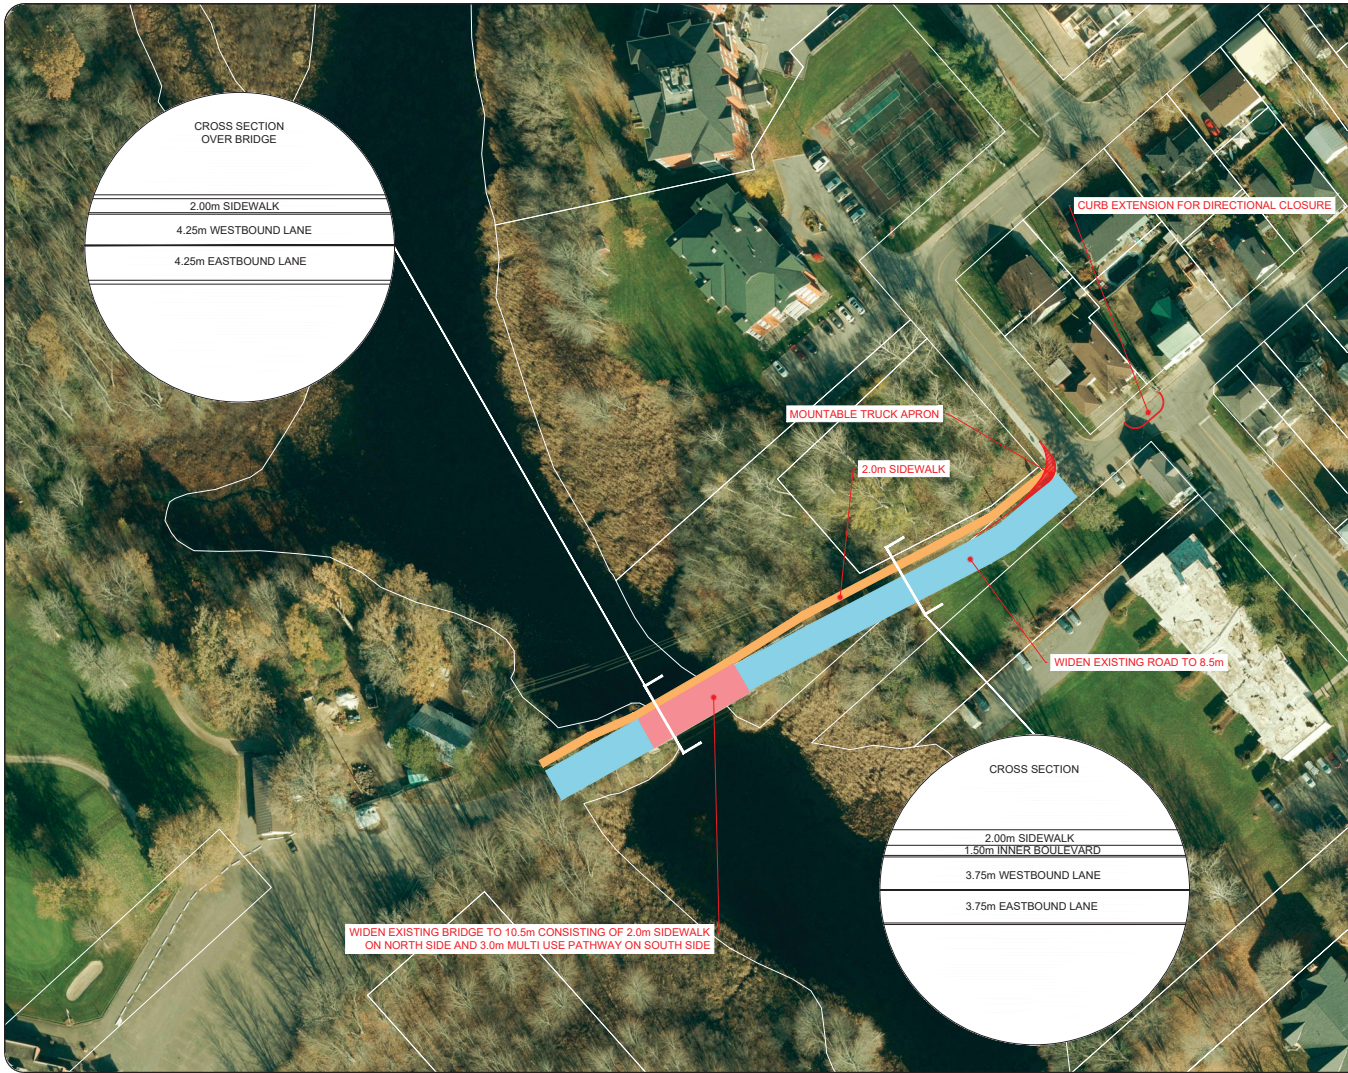 CROSS SECTION
OVER BRIDGE
2.00m SIDEWALK
4.25m WESTBOUND LANE
4.25m EASTBOUND LANE
CURB EXTENSION FOR DIRECTIONAL CLOSURE
MOUNTABLE TRUCK APRON
2.0m SIDEWALK
WIDEN EXISTING ROAD TO 8.5m
CROSS SECTION
2.00m SIDEWALK
1.50m INNER BOULEVARD
3.75m WESTBOUND LANE
3.75m EASTBOUND LANE
WIDEN EXISTING BRIDGE TO 10.5m CONSISTING OF 2.0m SIDEWALK
ON NORTH SIDE AND 3.0m MULTI USE PATHWAY ON SOUTH SIDE